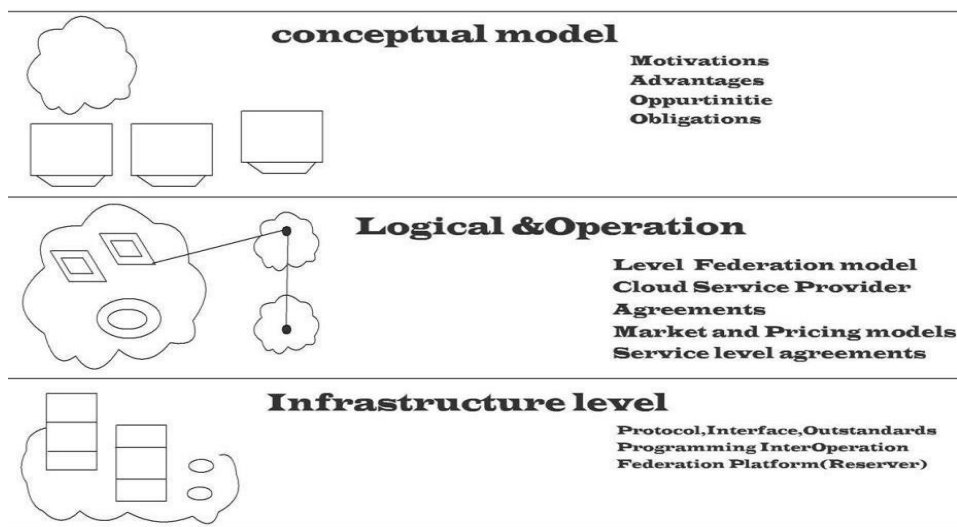 conceptual model
Motivations
Advantages
Oppurtinitie
Obligations
Logical &Operation
Level Federation model
Cloud Service Provider
Agreements
Market and Pricing models
Service level agreements
Infrastructure level
Protocol,Interface,Outstandards
Programming InterOperation
Federation Platform(Reserver)